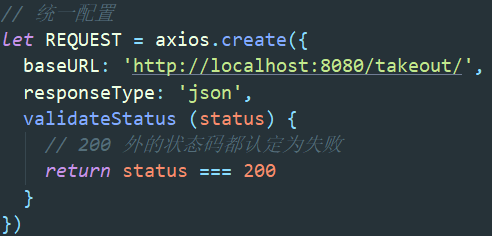 // 统一配置
let REQUEST = axios.create({
  baseURL: 'http://localhost:8080/takeout/',
  responseType: 'json',
  validateStatus (status) {
    // 200 外的状态码都认定为失败
    return status === 200
  }
})